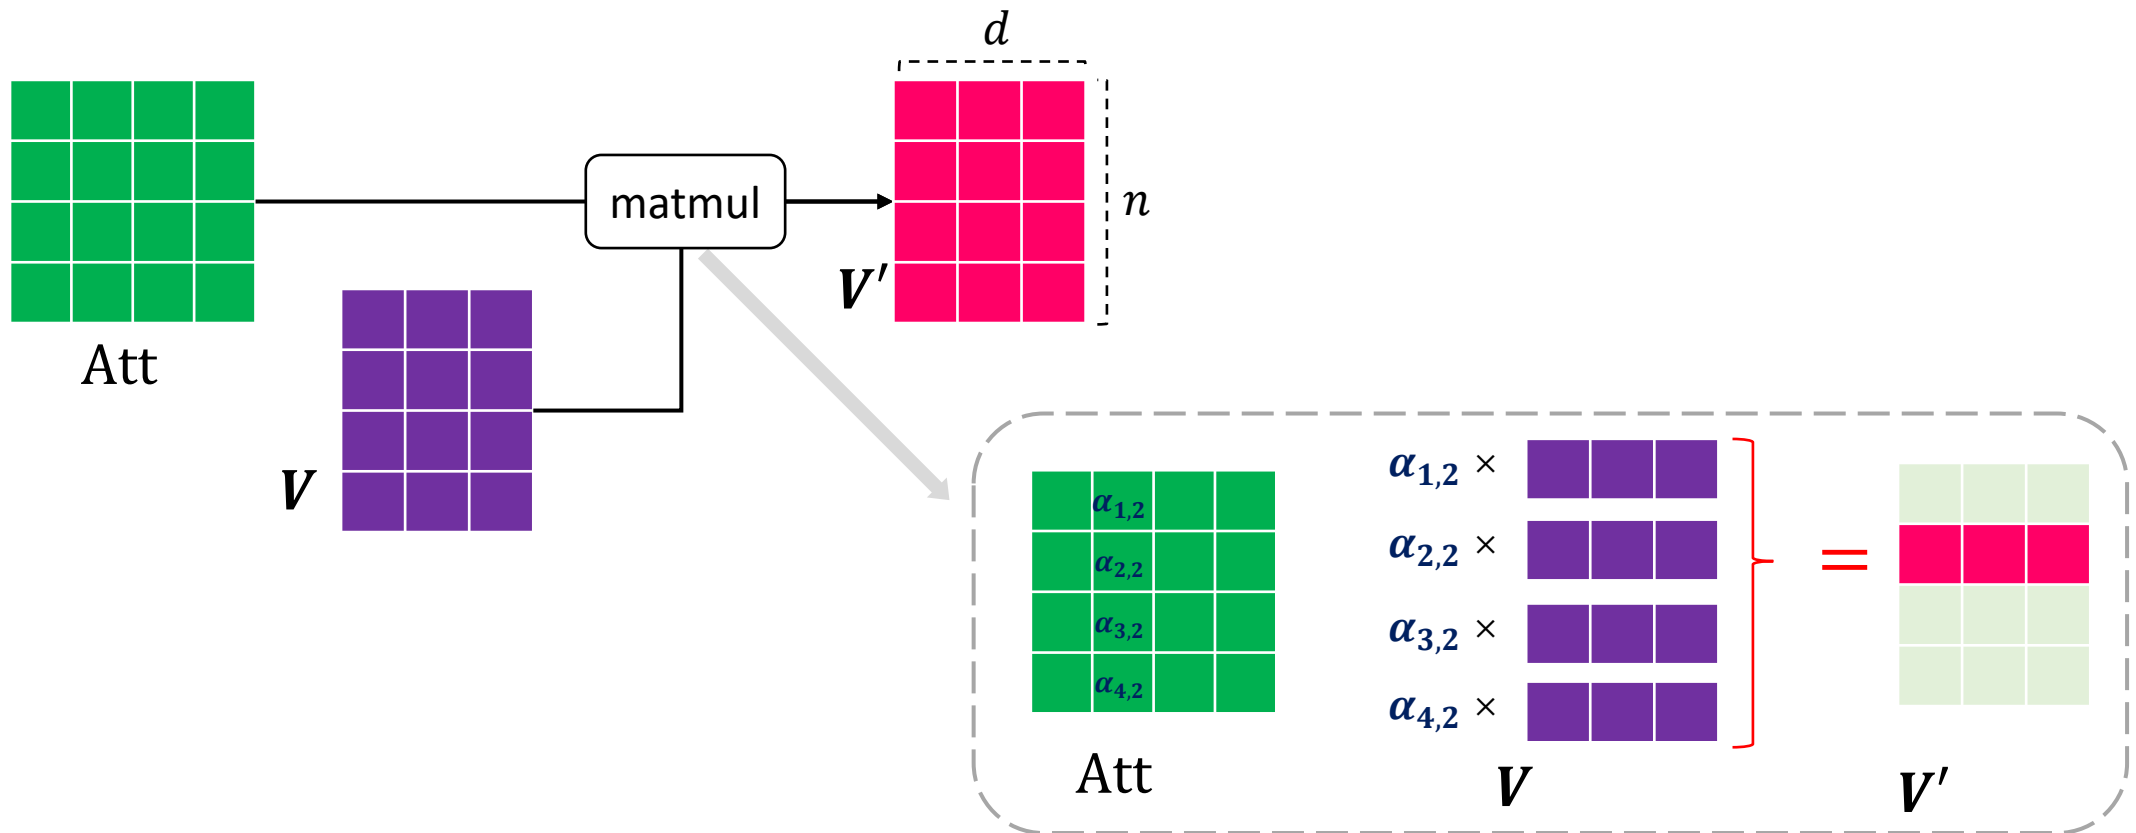 d
matmul
n
V′
Att
V
α1,2
α2,2
α3,2
α4,2
Att
α1,2 ×
α2,2 ×
α3,2 ×
α4,2 ×
V
=
V′